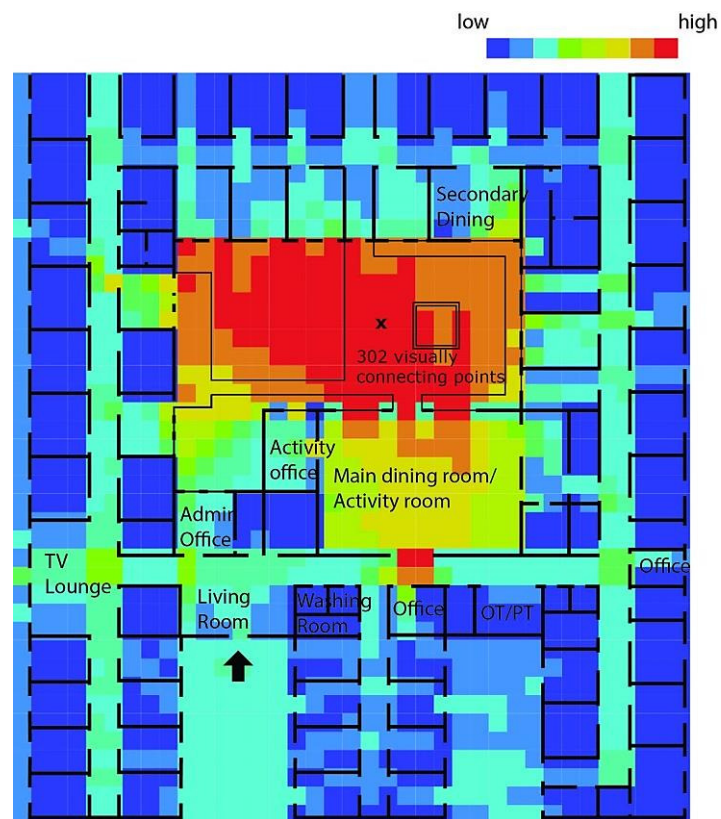 low high
Secondary
Dining
x
302 visually
connecting points
Activity
office
Main dining room/
Activity room
Admin
Office
TV
Lounge
Living
Room
Washing
Room
Office
OT/PT
Office